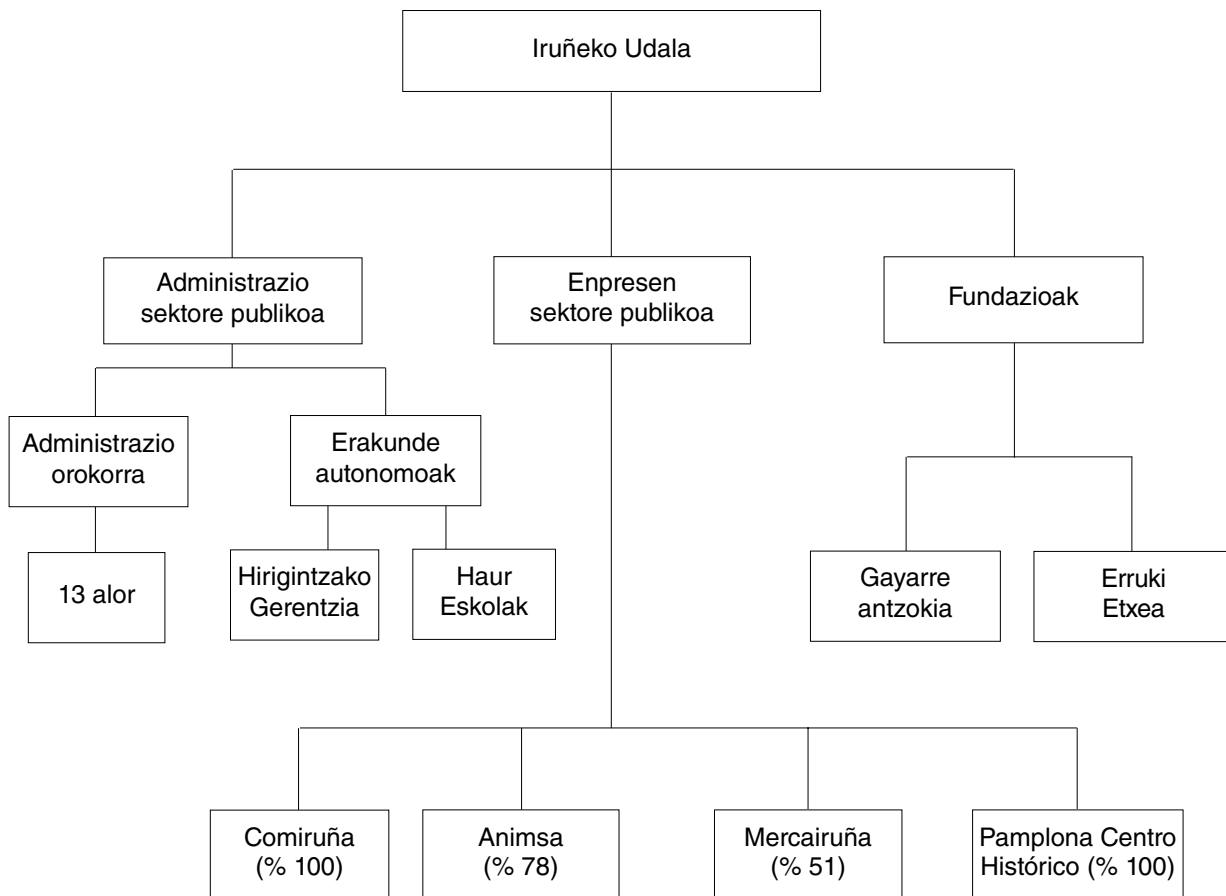 Iruñeko Udala
Administrazio
sektore publikoa
Enpresen
sektore publikoa
Fundazioak
Administrazio
orokorra
Erakunde
autonomoak
13 alor
Hirigintzako
Gerentzia
Haur
Eskolak
Gayarre
antzokia
Erruki
Etxea
Comiruña
(% 100)
Animsa
(% 78)
Mercairuña
(% 51)
Pamplona Centro
Histórico (% 100)